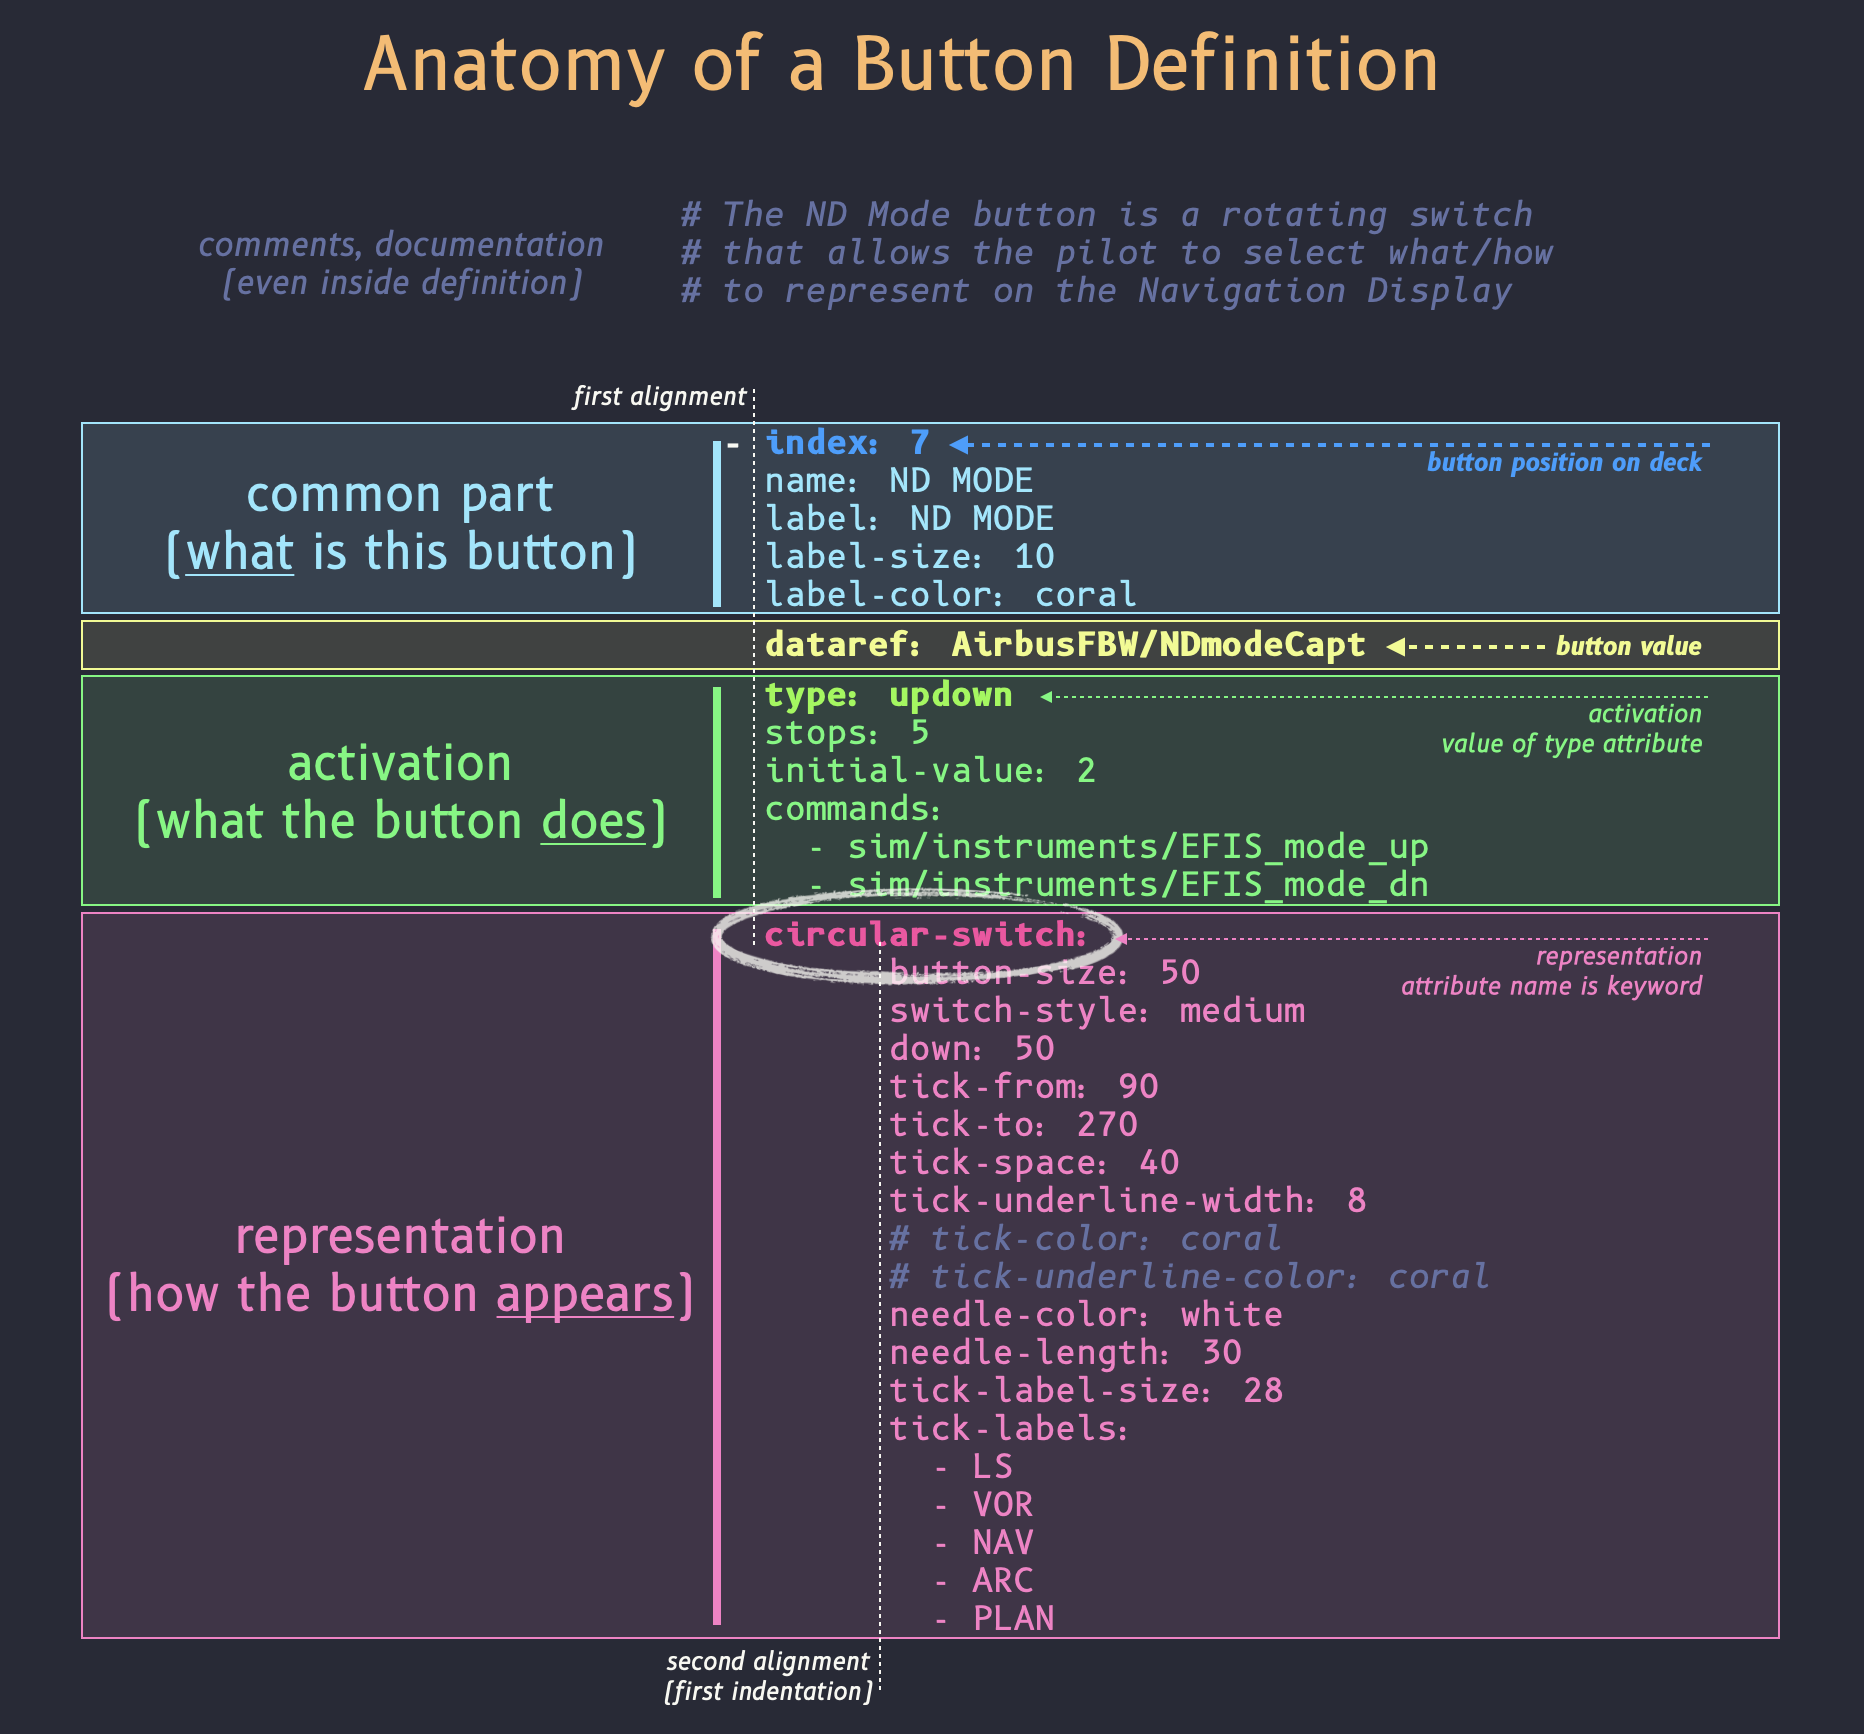 Anatomy of a Button Definition
comments, documentation
(even inside definition)
# The ND Mode button is a rotating switch
# that allows the pilot to select what/how
# to represent on the Navigation Display
first alignment
common part
(what is this button)
- index: 7
button position on deck
name: ND MODE
label: ND MODE
label-size: 10
label-color: coral
dataref: AirbusFBW/NDmodeCapt
button value
activation
(what the button does)
type: updown
activation
value of type attribute
stops: 5
initial-value: 2
commands:
- sim/instruments/EFIS_mode_up
- sim/instruments/EFIS_mode_dn
representation
(how the button appears)
circular-switch:
representation
attribute name is keyword
button-size: 50
switch-style: medium
down: 50
tick-from: 90
tick-to: 270
tick-space: 40
tick-underline-width: 8
# tick-color: coral
# tick-underline-color: coral
needle-color: white
needle-length: 30
tick-label-size: 28
tick-labels:
- LS
- VOR
- NAV
- ARC
- PLAN
second alignment
(first indentation)